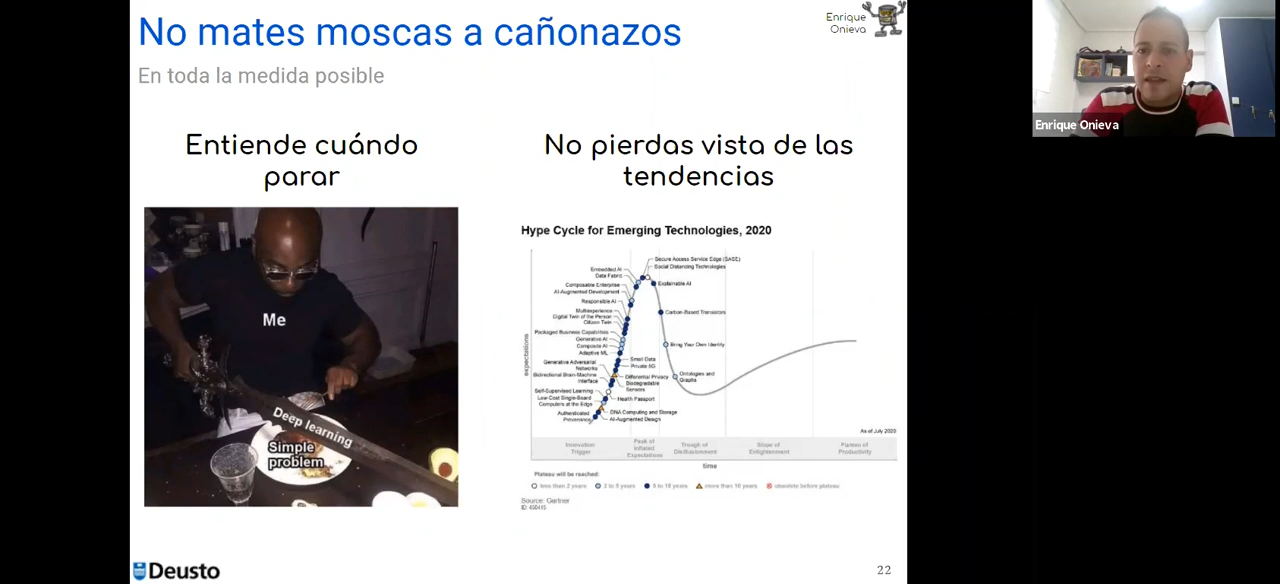 No mates moscas a cañonazos
En toda la medida posible
Enrique
Onieva
Enrique Onieva
Entiende cuándo
parar
No pierdas vista de las
tendencias
Me
Deep learning
Simple
problem
Hype Cycle for Emerging Technologies, 2020
Secure Access Service Edge (SASE)
Social Distancing Technologies
Embedded AI
Data Fabric
Explainable AI
Composable Enterprise
AI-Augmented Development
Responsible AI
Multiexperience
Digital Twin of the Person
Citizen Twin
Carbon-Based Transistors
Packaged Business Capabilities
Generative AI
Composite AI
Adaptive ML
Bring Your Own Identity
Generative Adversarial
Networks
Small Data
Private 5G
Bidirectional Brain-Machine
Interface
Differential Privacy
Biodegradable
Sensors
Ontologies and
Graphs
Self-Supervised Learning
Low-Cost Single-Board
Computers at the Edge
Health Passport
Authenticated
Provenance
DNA Computing and Storage
AI-Augmented Design
expectations
As of July 2020
Innovation
Trigger
Peak of
Inflated
Expectations
Trough of
Disillusionment
Slope of
Enlightenment
Plateau of
Productivity
time
Plateau will be reached:
less than 2 years
2 to 5 years
5 to 10 years
more than 10 years
obsolete before plateau
Source: Gartner
Deusto
22